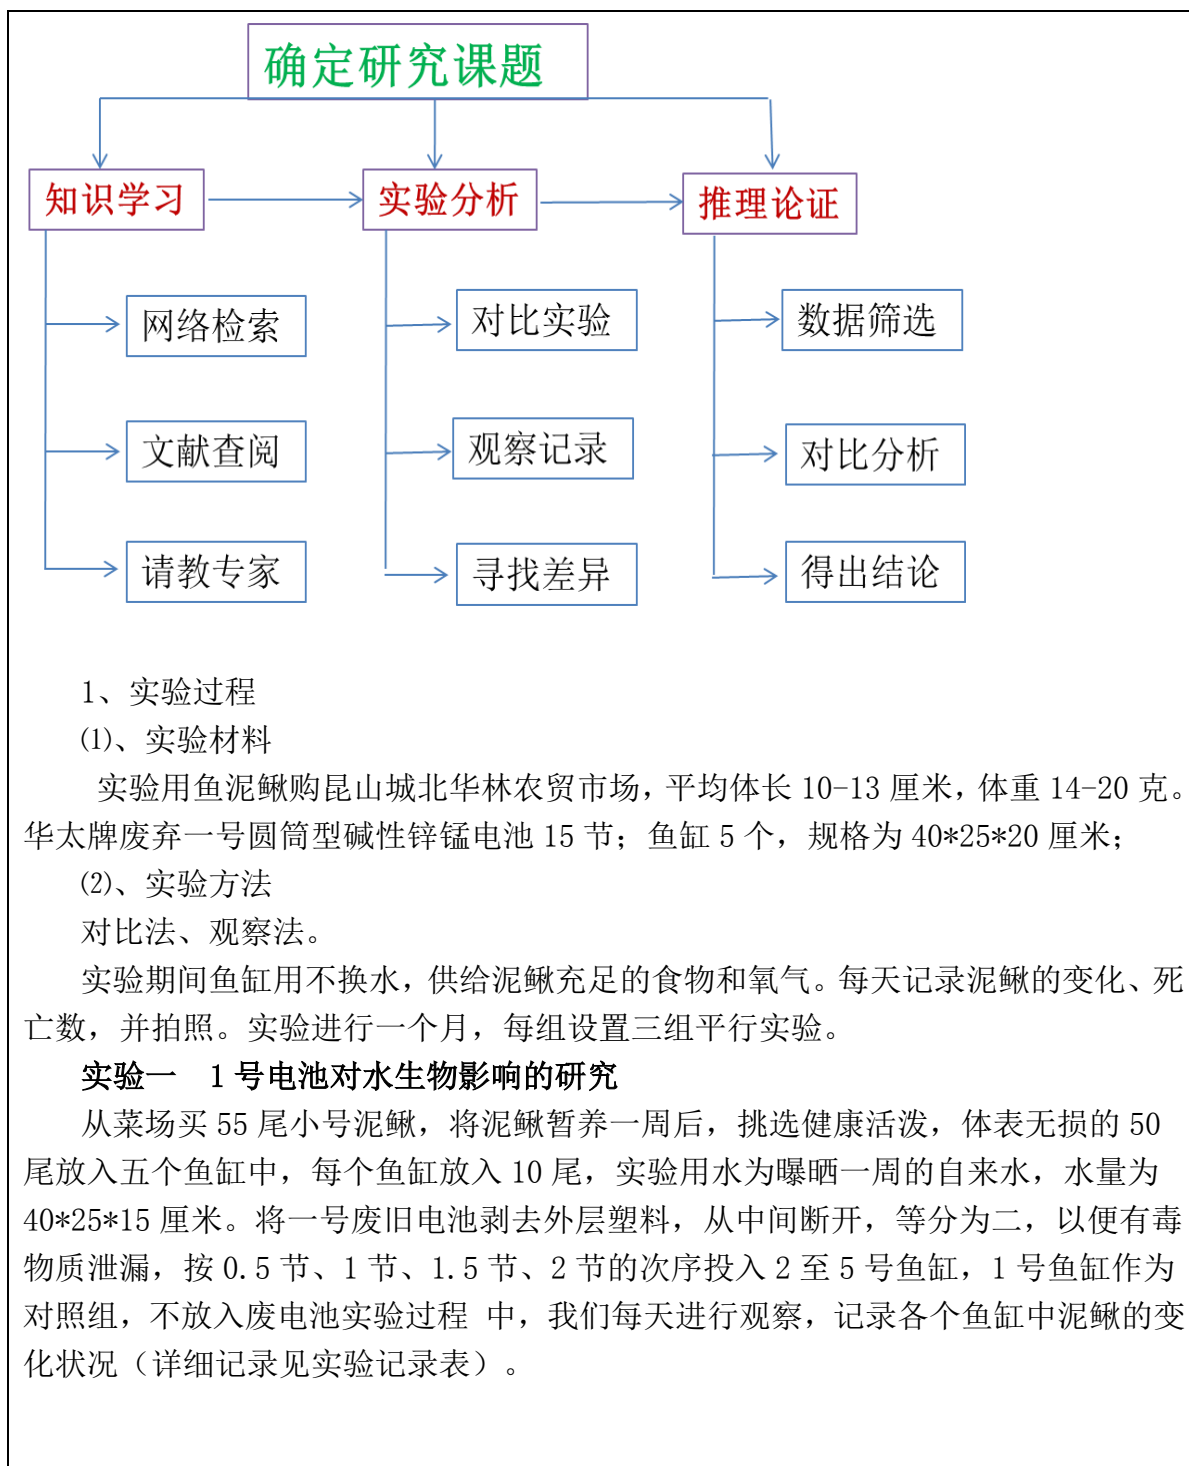 确定研究课题
知识学习
实验分析
推理论证
网络检索
对比实验
数据筛选
文献查阅
观察记录
对比分析
请教专家
寻找差异
得出结论
1、实验过程
⑴、实验材料
实验用鱼泥鳅购昆山城北华林农贸市场，平均体长 10-13 厘米，体重 14-20 克。
华太牌废弃一号圆筒型碱性锌锰电池 15 节；鱼缸 5 个，规格为 40*25*20 厘米；
⑵、实验方法
对比法、观察法。
实验期间鱼缸用不换水，供给泥鳅充足的食物和氧气。每天记录泥鳅的变化、死
亡数，并拍照。实验进行一个月，每组设置三组平行实验。
实验一　1 号电池对水生物影响的研究
从菜场买 55 尾小号泥鳅，将泥鳅暂养一周后，挑选健康活泼，体表无损的 50
尾放入五个鱼缸中，每个鱼缸放入 10 尾，实验用水为曝晒一周的自来水，水量为
40*25*15 厘米。将一号废旧电池剥去外层塑料，从中间断开，等分为二，以便有毒
物质泄漏，按 0.5 节、1 节、1.5 节、2 节的次序投入 2 至 5 号鱼缸，1 号鱼缸作为
对照组，不放入废电池实验过程 中，我们每天进行观察，记录各个鱼缸中泥鳅的变
化状况（详细记录见实验记录表）。